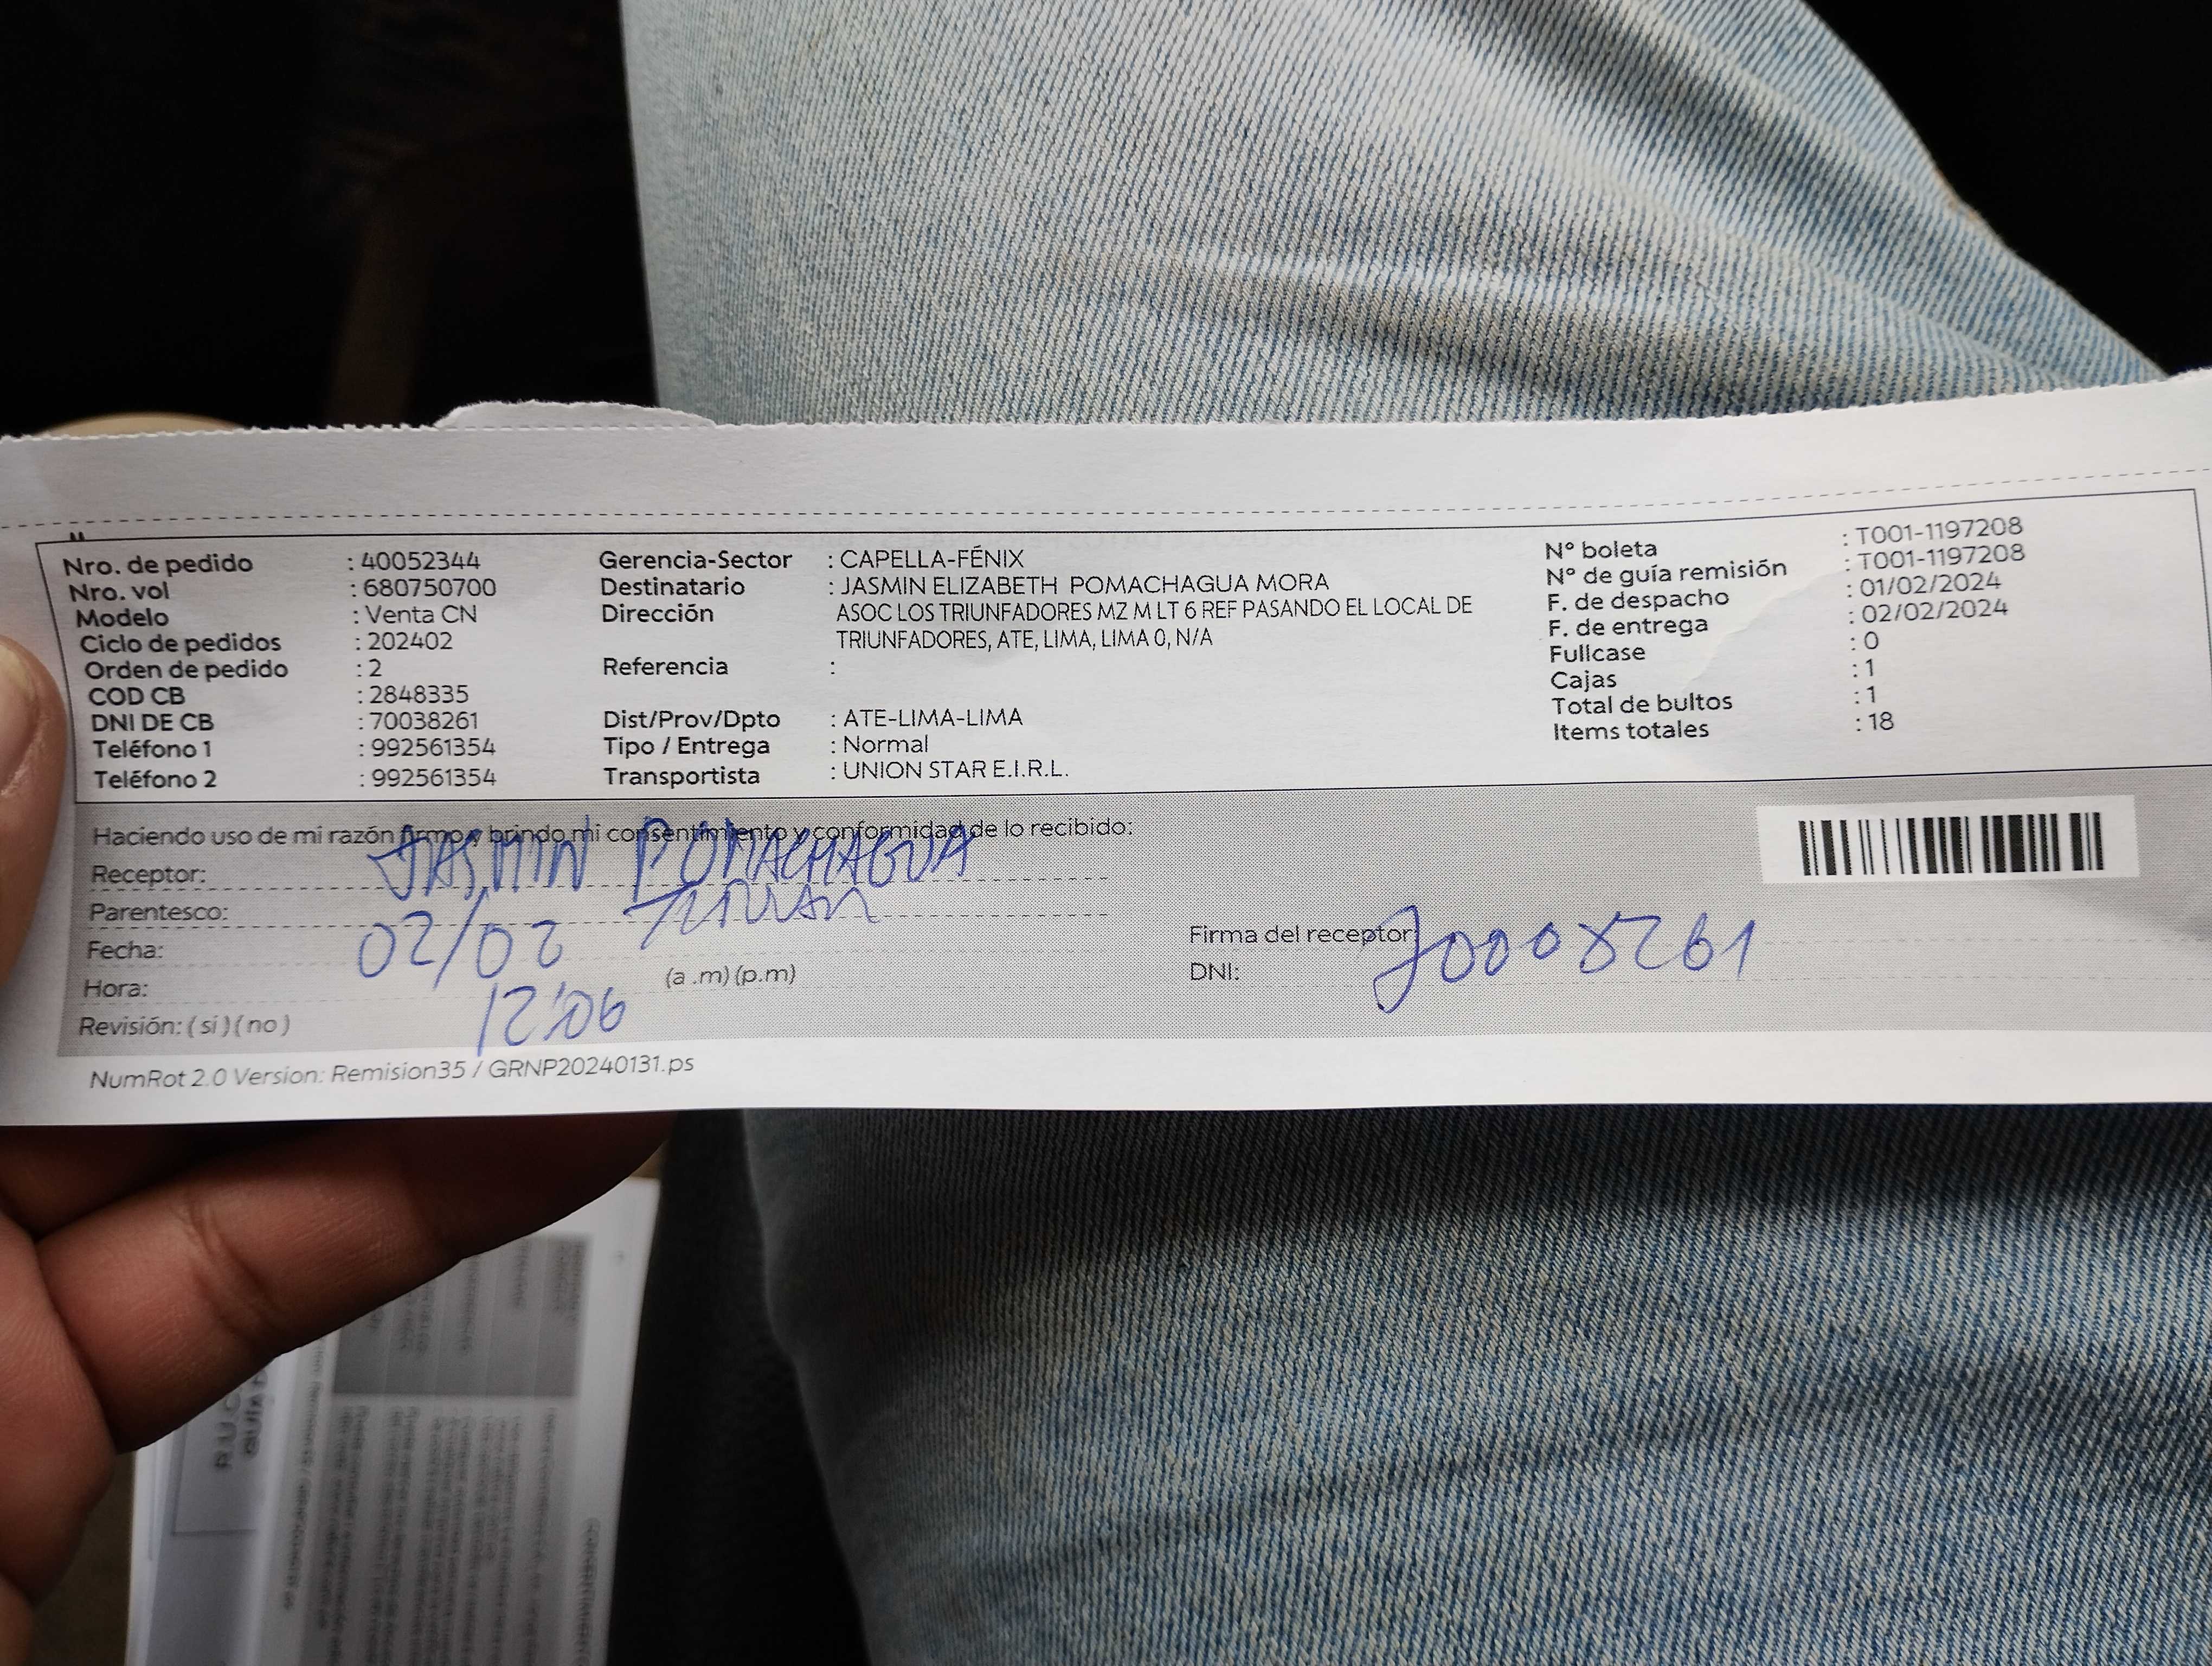 Nro. de pedido : 40052344
Nro. vol : 680750700
Modelo : Venta CN
Ciclo de pedidos : 202402
Orden de pedido : 2
COD CB : 2848335
DNI DE CB : 70038261
Teléfono 1 : 992561354
Teléfono 2 : 992561354
Gerencia-Sector : CAPELLA-FÉNIX
Destinatario : JASMIN ELIZABETH POMACHAGUA MORA
Dirección ASOC LOS TRIUNFADORES MZ M LT 6 REF PASANDO EL LOCAL DE
TRIUNFADORES, ATE, LIMA, LIMA 0, N/A
Referencia :
Dist/Prov/Dpto : ATE-LIMA-LIMA
Tipo / Entrega : Normal
Transportista : UNION STAR E.I.R.L.
N° boleta : T001-1197208
N° de guía remisión : T001-1197208
F. de despacho : 01/02/2024
F. de entrega : 02/02/2024
Fullcase : 0
Cajas : 1
Total de bultos : 1
Items totales : 18
Haciendo uso de mi razón firmo y brindo mi consentimiento y conformidad de lo recibido:
Receptor: JASMIN POMACHAGUA
Parentesco:
Fecha: 02/02
Hora: 12:06 (a .m) (p.m)
Revisión: ( si ) ( no )
Firma del receptor:
DNI:
NumRot 2.0 Version: Remision35 / GRNP20240131.ps